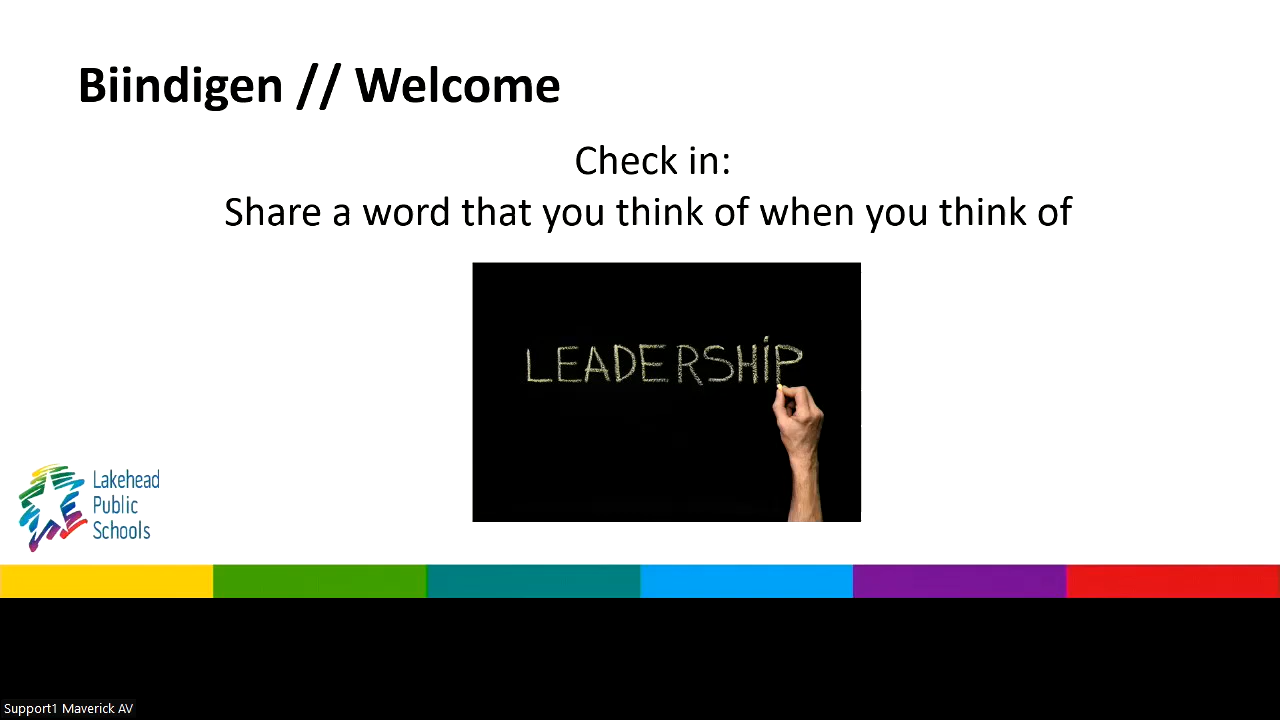 Biindigen // Welcome
Check in:
Share a word that you think of when you think of
LEADERSHiP
Lakehead
Public
Schools
Support1 Maverick AV